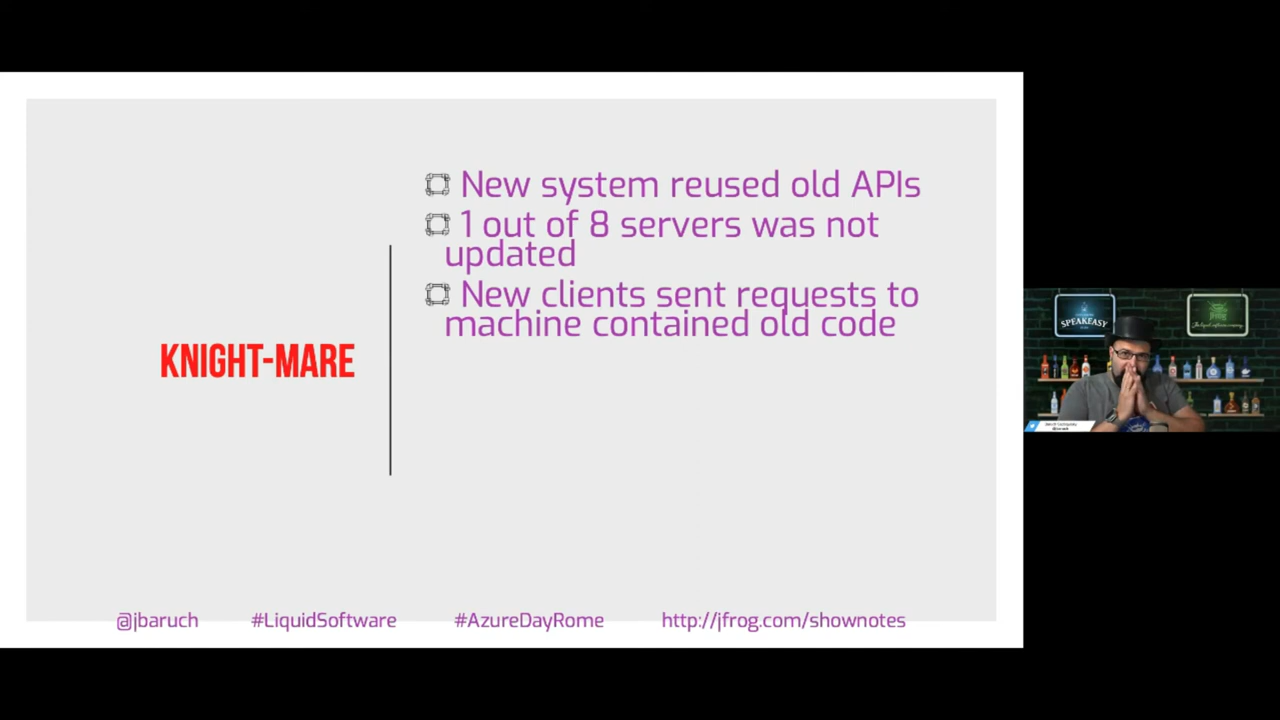 New system reused old APIs
1 out of 8 servers was not
updated
New clients sent requests to
machine contained old code
KNIGHT-MARE
SPEAKEASY
@jbaruch #LiquidSoftware #AzureDayRome http://jfrog.com/shownotes